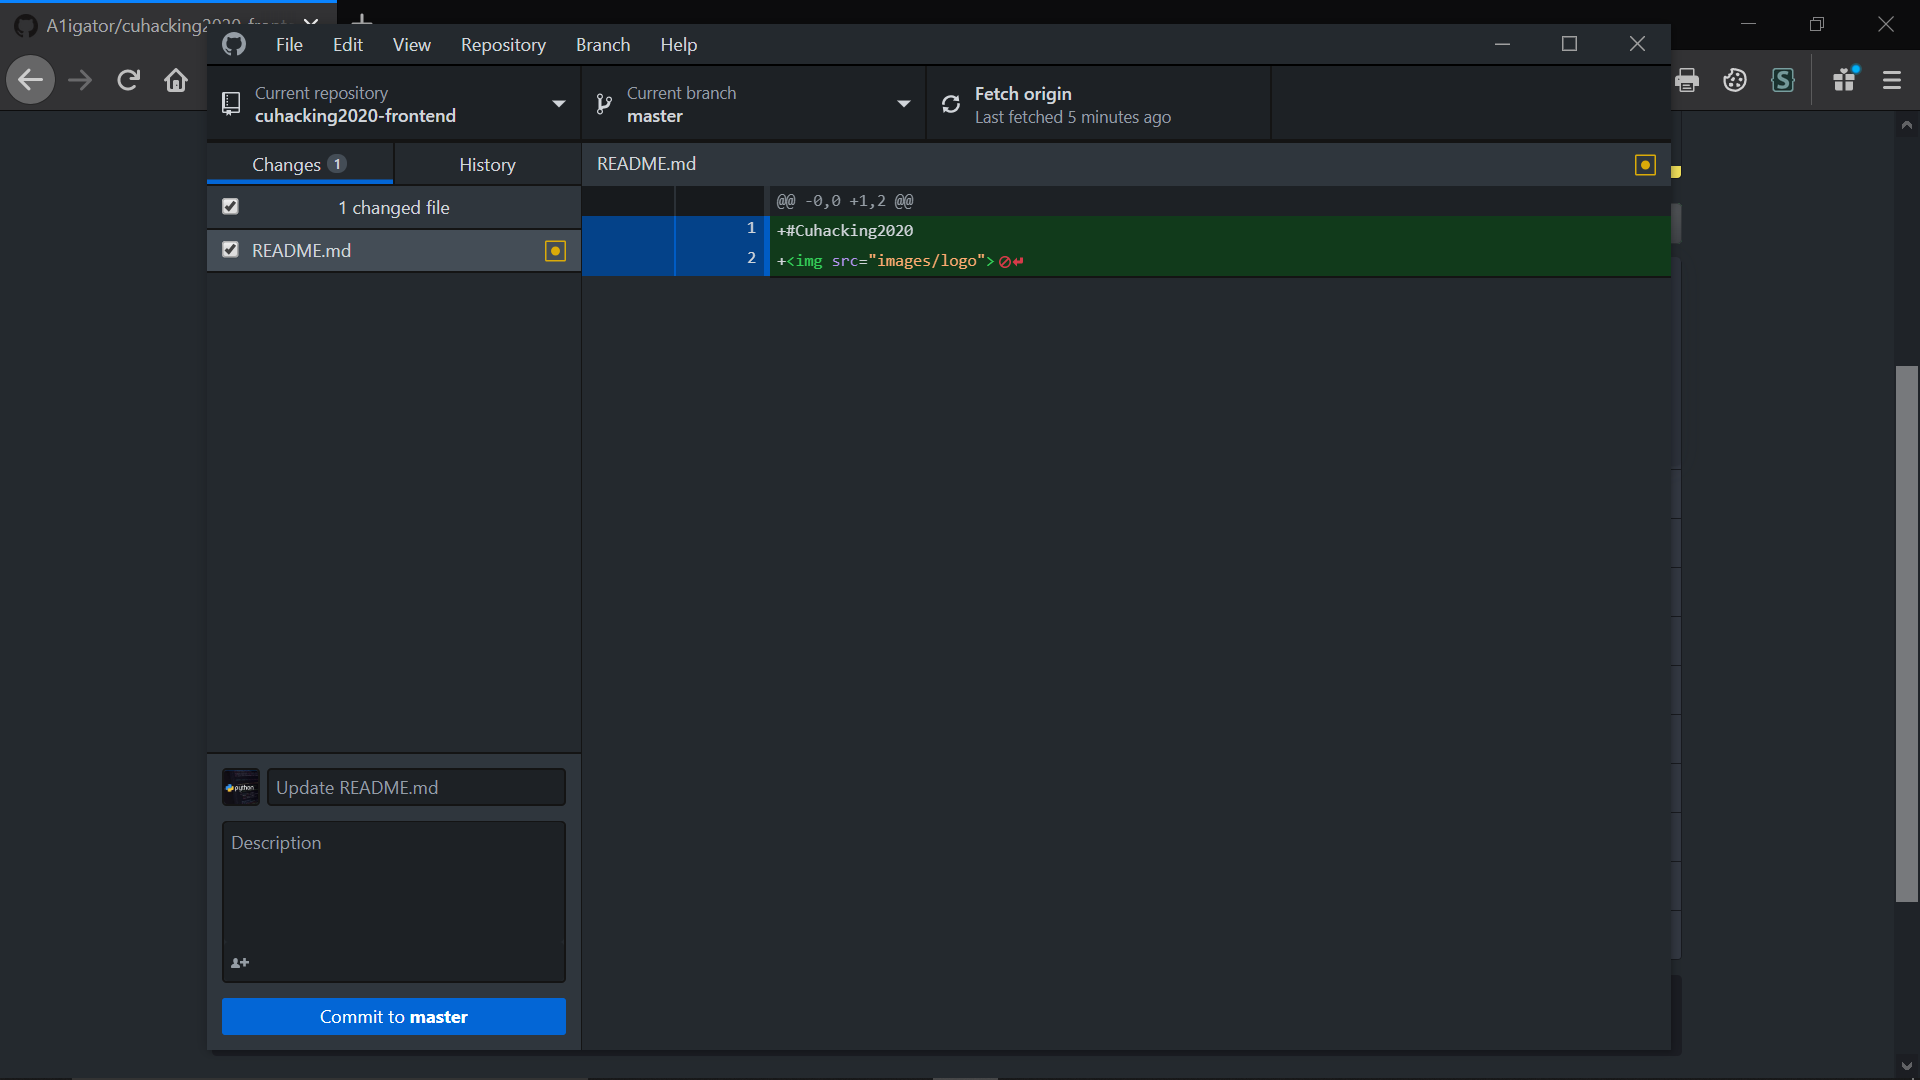 A1igator/cuhacking2020-fronte
File Edit View Repository Branch Help
Current repository
cuhacking2020-frontend
Current branch
master
Fetch origin
Last fetched 5 minutes ago
Changes 1
History
README.md
1 changed file
README.md
@@ -0,0 +1,2 @@
1 +#Cuhacking2020
2 +<img src="images/logo">
python
Update README.md
Description
Commit to master
S